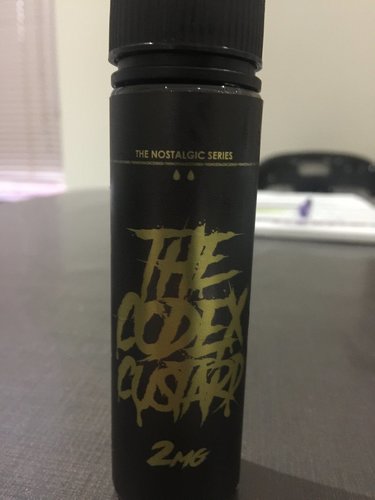 THE NOSTALGIC SERIES
THE
CODEX
CUSTARD
2MG